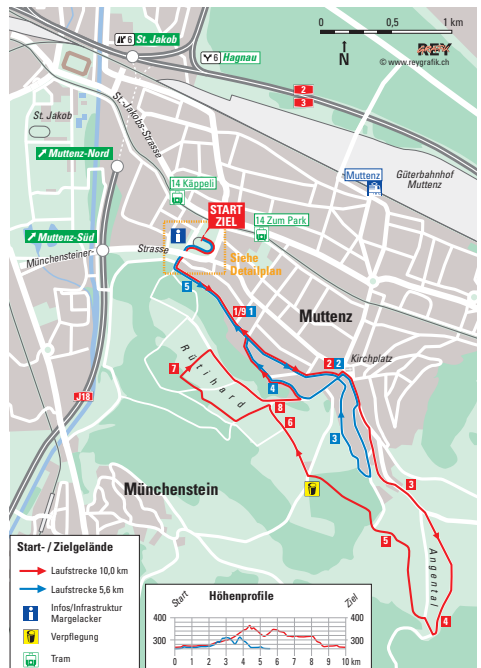 6 St. Jakob
6 Hagnau
0 0,5 1 km
N
REY
GRAFIK
© www.reygrafik.ch
2
3
St. Jakob
St. Jakobs-Strasse
Muttenz-Nord
Muttenz
Güterbahnhof
Muttenz
14 Käppeli
START
ZIEL
14 Zum Park
Muttenz-Süd
Münchensteiner-
Strasse
Siehe
Detailplan
5
1/9 1
Muttenz
Kirchplatz
2 2
7
Rütihard
4
8
6
3
3
J18
Münchenstein
5
Angental
4
Start- / Zielgelände
Laufstrecke 10,0 km
Laufstrecke 5,6 km
Infos/Infrastruktur
Margelacker
Verpflegung
Tram
Höhenprofile
Start
Ziel
400
300
400
300
0 1 2 3 4 5 6 7 8 9 10 km